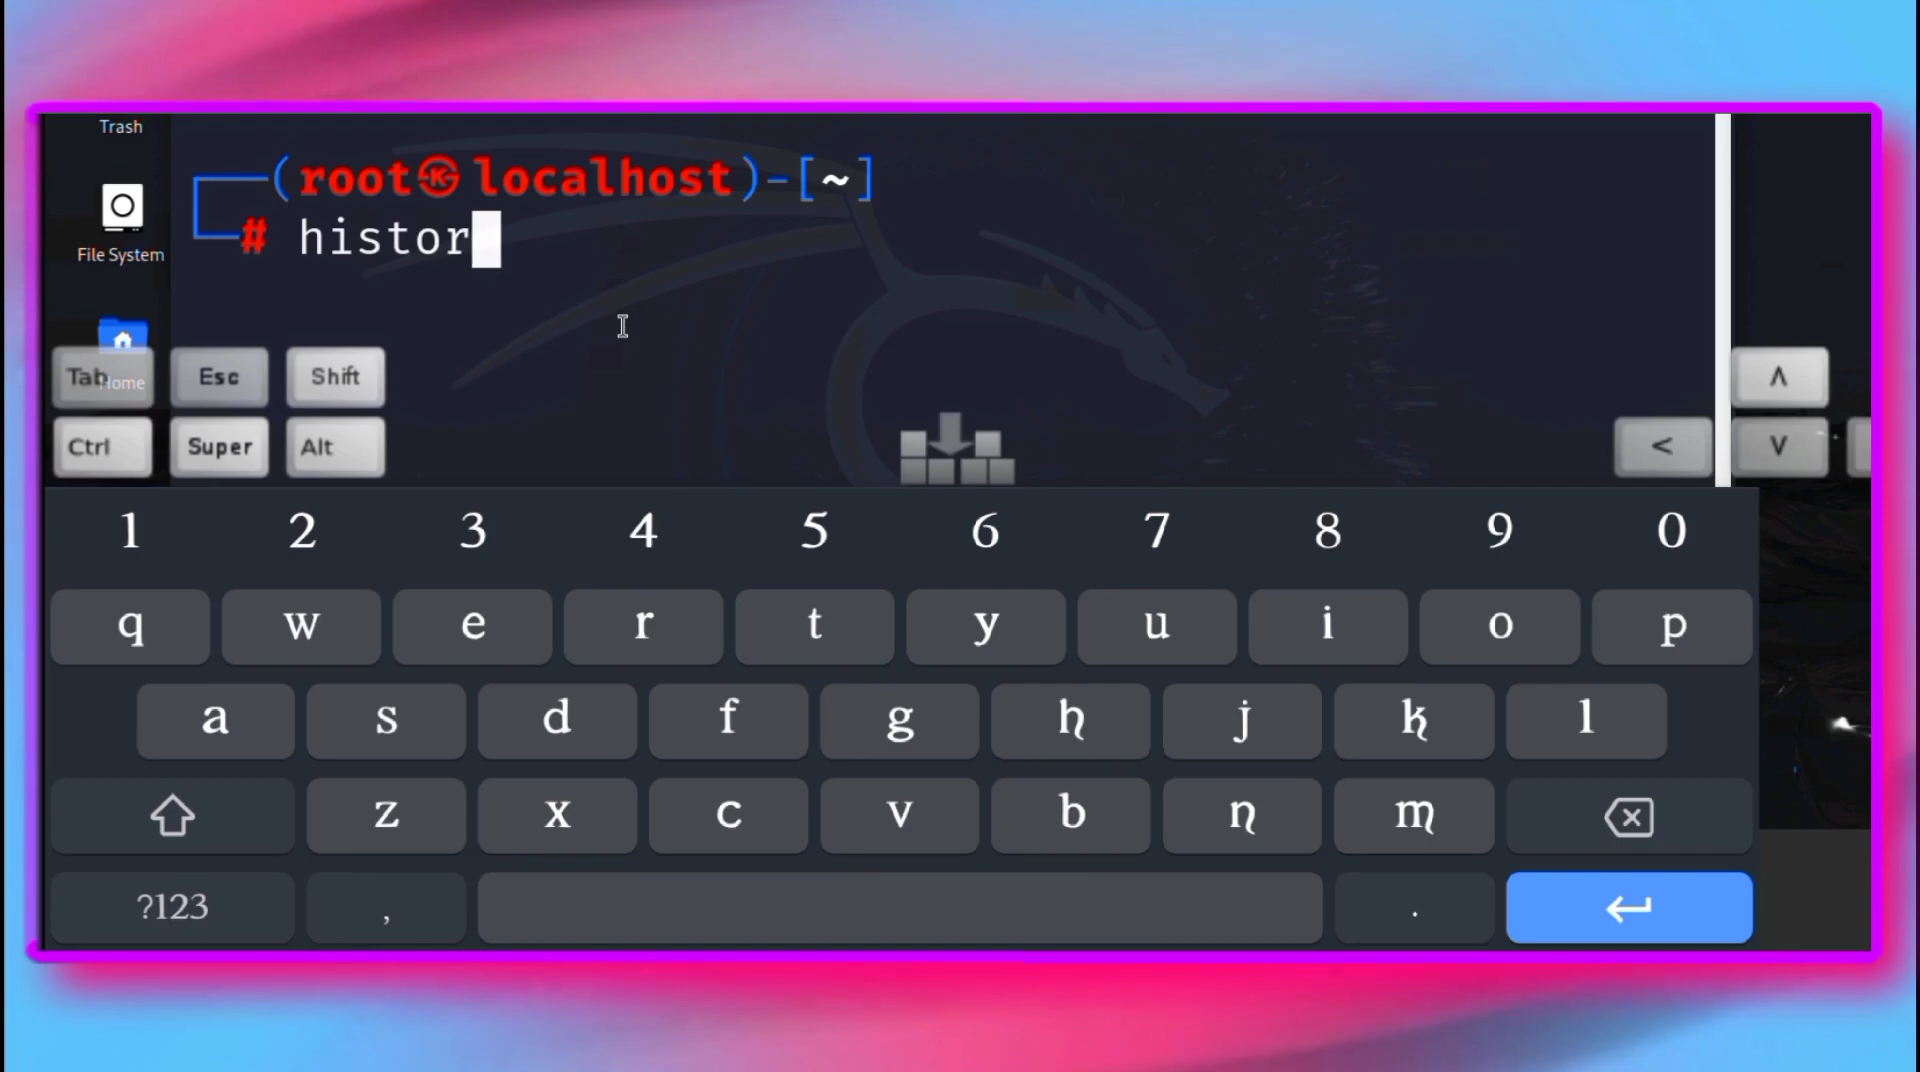 Trash
┌──(root㉿localhost)-[~]
└─# histor
File System
Home
Tab Esc Shift
Ctrl Super Alt
ʌ
< v
1 2 3 4 5 6 7 8 9 0
q w e r t y u i o p
a s d f g h j k l
z x c v b n m
?123 , .